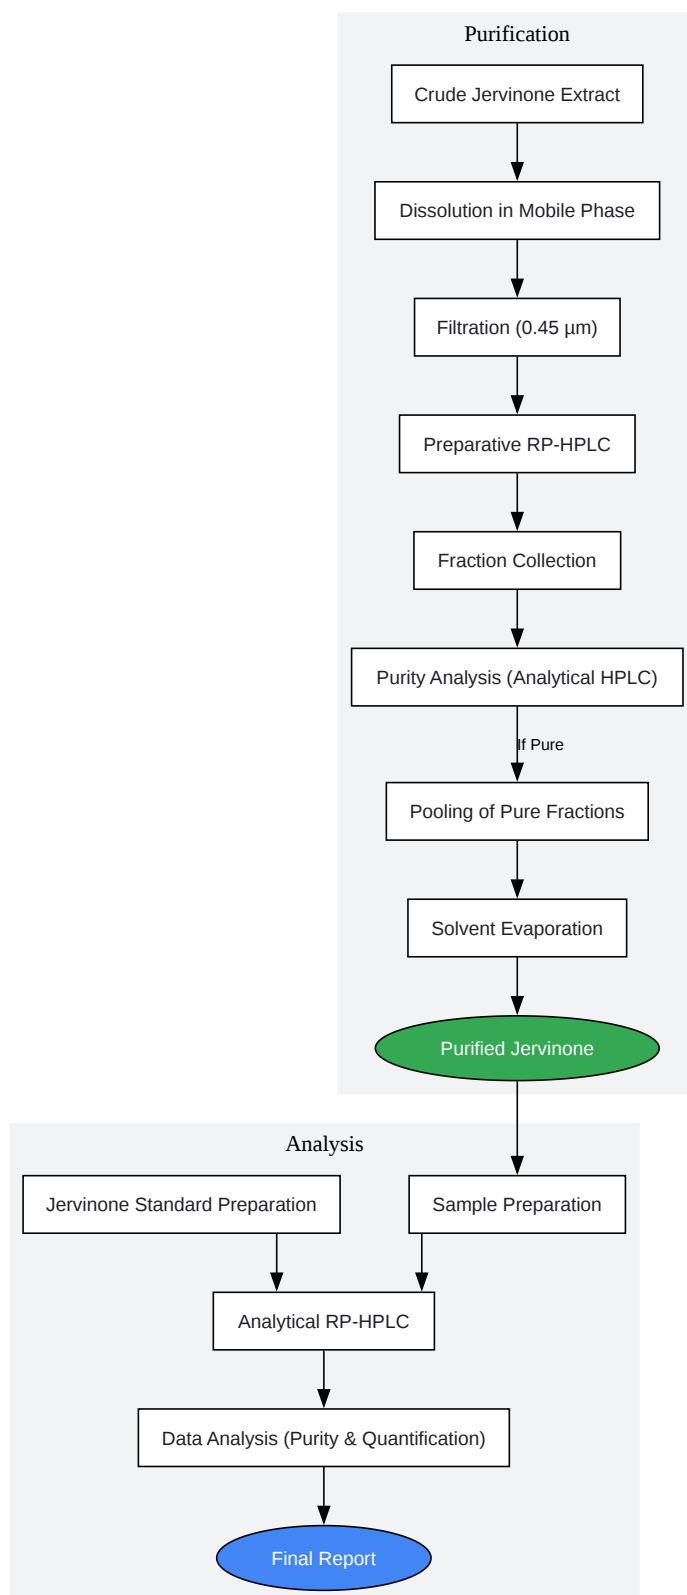 Purification
Crude Jervinone Extract
Dissolution in Mobile Phase
Filtration (0.45 µm)
Preparative RP-HPLC
Fraction Collection
Purity Analysis (Analytical HPLC)
If Pure
Pooling of Pure Fractions
Solvent Evaporation
Purified Jervinone
Analysis
Jervinone Standard Preparation
Sample Preparation
Analytical RP-HPLC
Data Analysis (Purity & Quantification)
Final Report